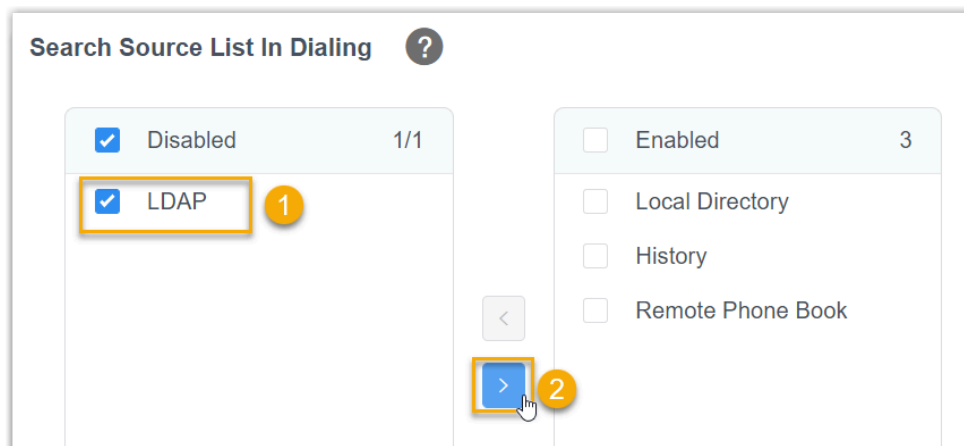 Search Source List In Dialing ?
Disabled 1/1
LDAP 1
Enabled 3
Local Directory
History
Remote Phone Book
2